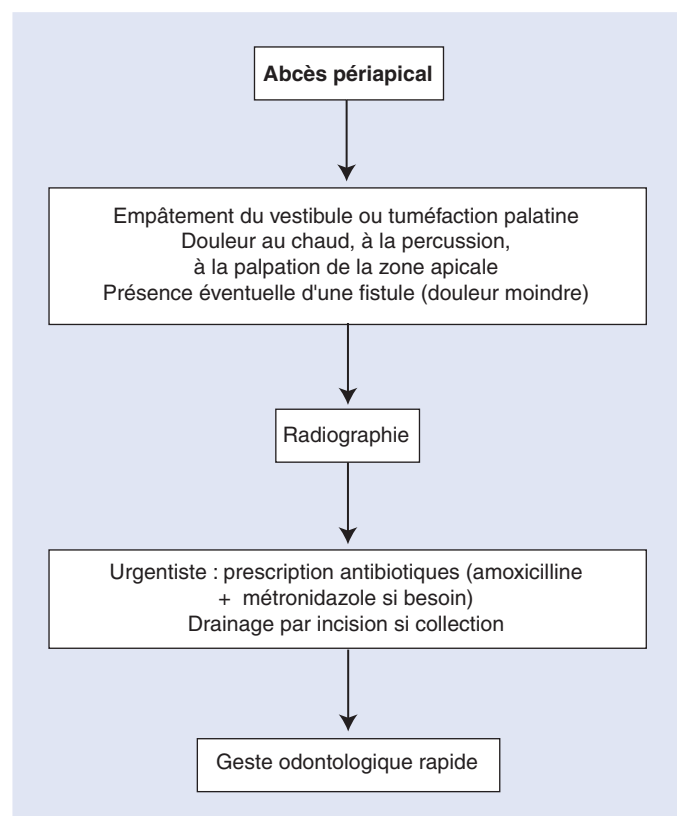 Abcès périapical
Empâtement du vestibule ou tuméfaction palatine
Douleur au chaud, à la percussion,
à la palpation de la zone apicale
Présence éventuelle d'une fistule (douleur moindre)
Radiographie
Urgentiste : prescription antibiotiques (amoxicilline
+ métronidazole si besoin)
Drainage par incision si collection
Geste odontologique rapide